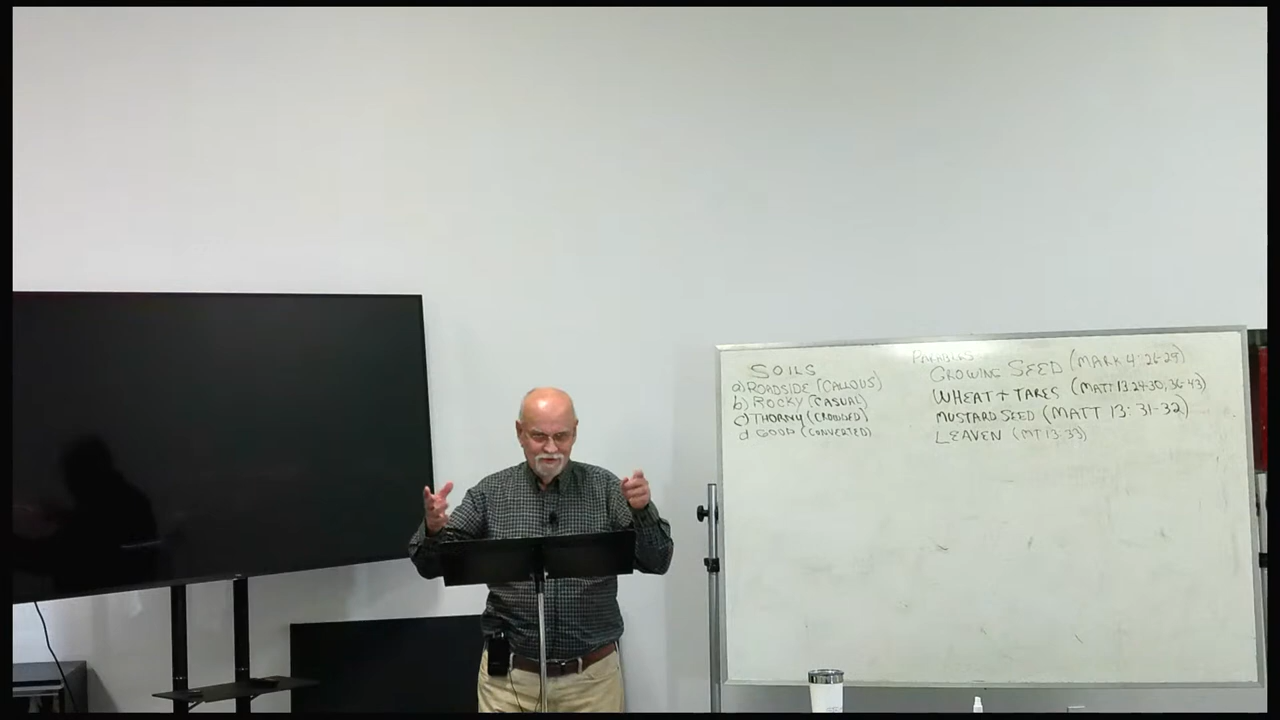 SOILS
a) ROADSIDE (CALLOUS)
b) ROCKY (CASUAL)
c) THORNY (CROWDED)
d GOOD (CONVERTED)
PARABLES
GROWING SEED (MARK 4:26-29)
WHEAT + TARES (MATT 13:24-30, 36-43)
MUSTARD SEED (MATT 13:31-32)
LEAVEN (MT 13:33)